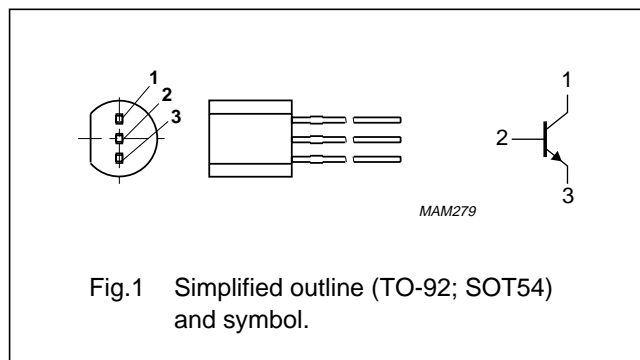 1
2
3
1
2
3
MAM279
Fig.1 Simplified outline (TO-92; SOT54)
and symbol.